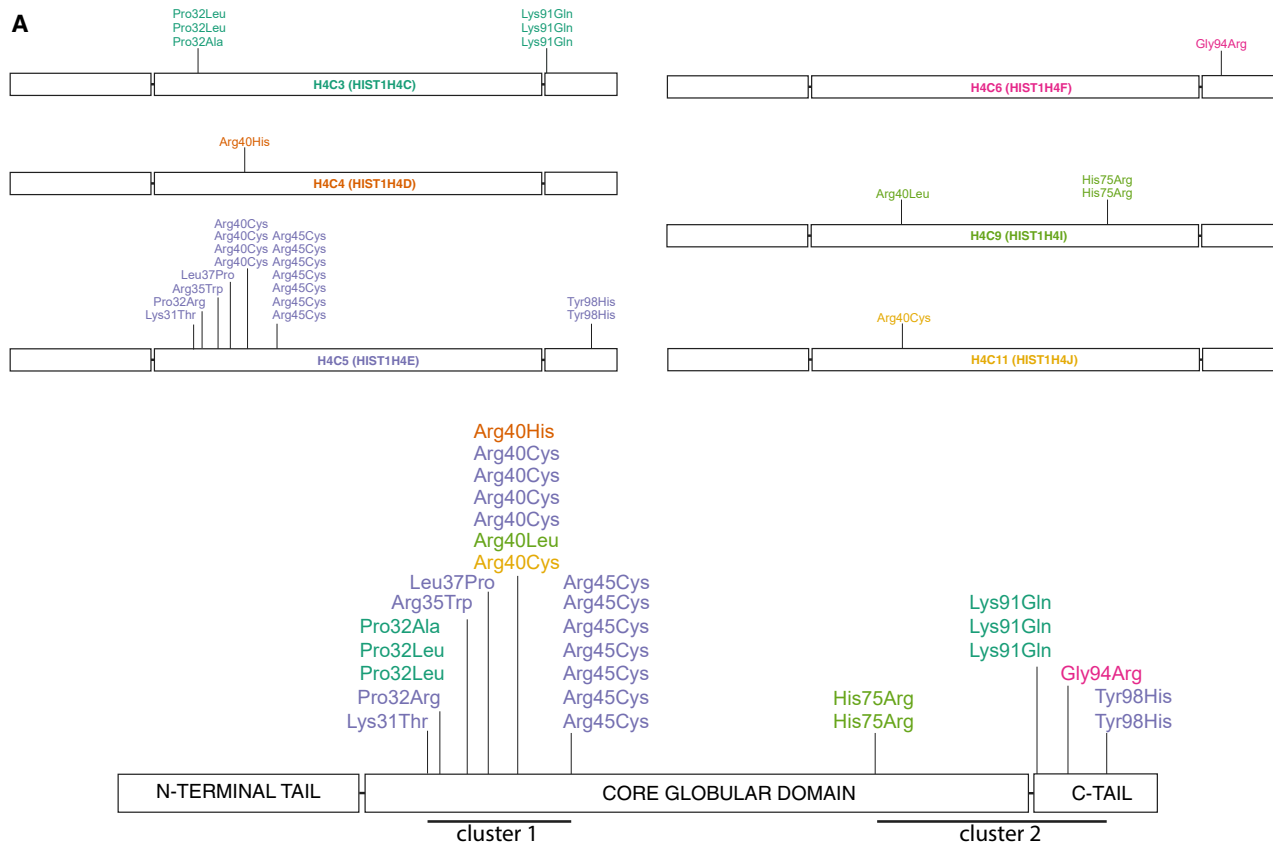 A
Pro32Leu
Pro32Leu
Pro32Ala
Lys91Gln
Lys91Gln
Lys91Gln
H4C3 (HIST1H4C)
Arg40His
H4C4 (HIST1H4D)
Arg40Cys
Arg40Cys
Arg40Cys
Arg40Cys
Arg45Cys
Arg45Cys
Arg45Cys
Arg45Cys
Arg45Cys
Arg45Cys
Arg45Cys
Leu37Pro
Arg35Trp
Pro32Arg
Lys31Thr
Tyr98His
Tyr98His
H4C5 (HIST1H4E)
Gly94Arg
H4C6 (HIST1H4F)
Arg40Leu
His75Arg
His75Arg
H4C9 (HIST1H4I)
Arg40Cys
H4C11 (HIST1H4J)
Arg40His
Arg40Cys
Arg40Cys
Arg40Cys
Arg40Cys
Arg40Leu
Arg40Cys
Leu37Pro
Arg35Trp
Pro32Ala
Pro32Leu
Pro32Leu
Pro32Arg
Lys31Thr
Arg45Cys
Arg45Cys
Arg45Cys
Arg45Cys
Arg45Cys
Arg45Cys
Arg45Cys
His75Arg
His75Arg
Lys91Gln
Lys91Gln
Lys91Gln
Gly94Arg
Tyr98His
Tyr98His
N-TERMINAL TAIL
CORE GLOBULAR DOMAIN
C-TAIL
cluster 1
cluster 2